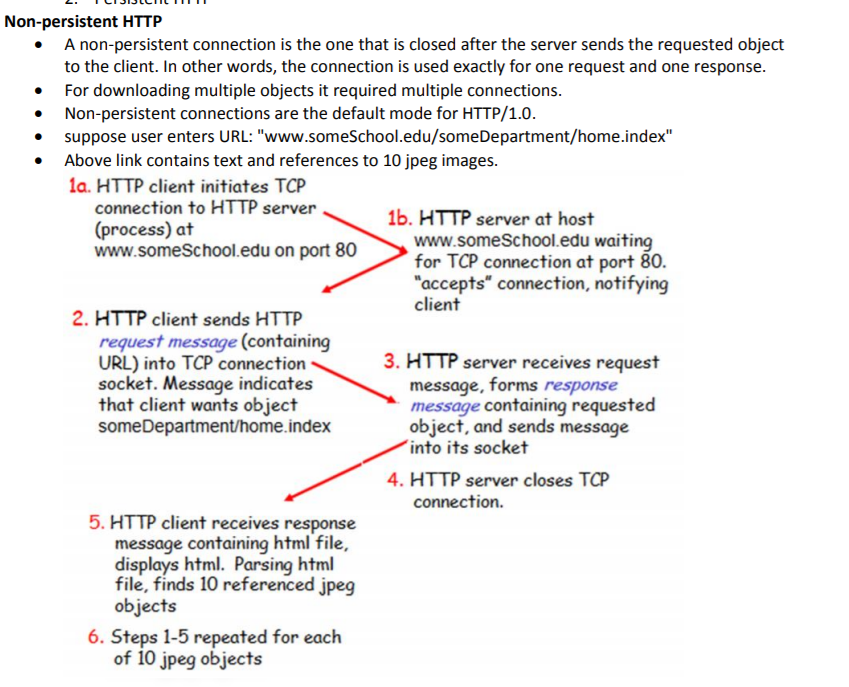 2. Persistent HTTP
Non-persistent HTTP
• A non-persistent connection is the one that is closed after the server sends the requested object
to the client. In other words, the connection is used exactly for one request and one response.
• For downloading multiple objects it required multiple connections.
• Non-persistent connections are the default mode for HTTP/1.0.
• suppose user enters URL: "www.someSchool.edu/someDepartment/home.index"
• Above link contains text and references to 10 jpeg images.
1a. HTTP client initiates TCP
connection to HTTP server
(process) at
www.someSchool.edu on port 80
1b. HTTP server at host
www.someSchool.edu waiting
for TCP connection at port 80.
"accepts" connection, notifying
client
2. HTTP client sends HTTP
request message (containing
URL) into TCP connection
socket. Message indicates
that client wants object
someDepartment/home.index
3. HTTP server receives request
message, forms response
message containing requested
object, and sends message
into its socket
4. HTTP server closes TCP
connection.
5. HTTP client receives response
message containing html file,
displays html. Parsing html
file, finds 10 referenced jpeg
objects
6. Steps 1-5 repeated for each
of 10 jpeg objects